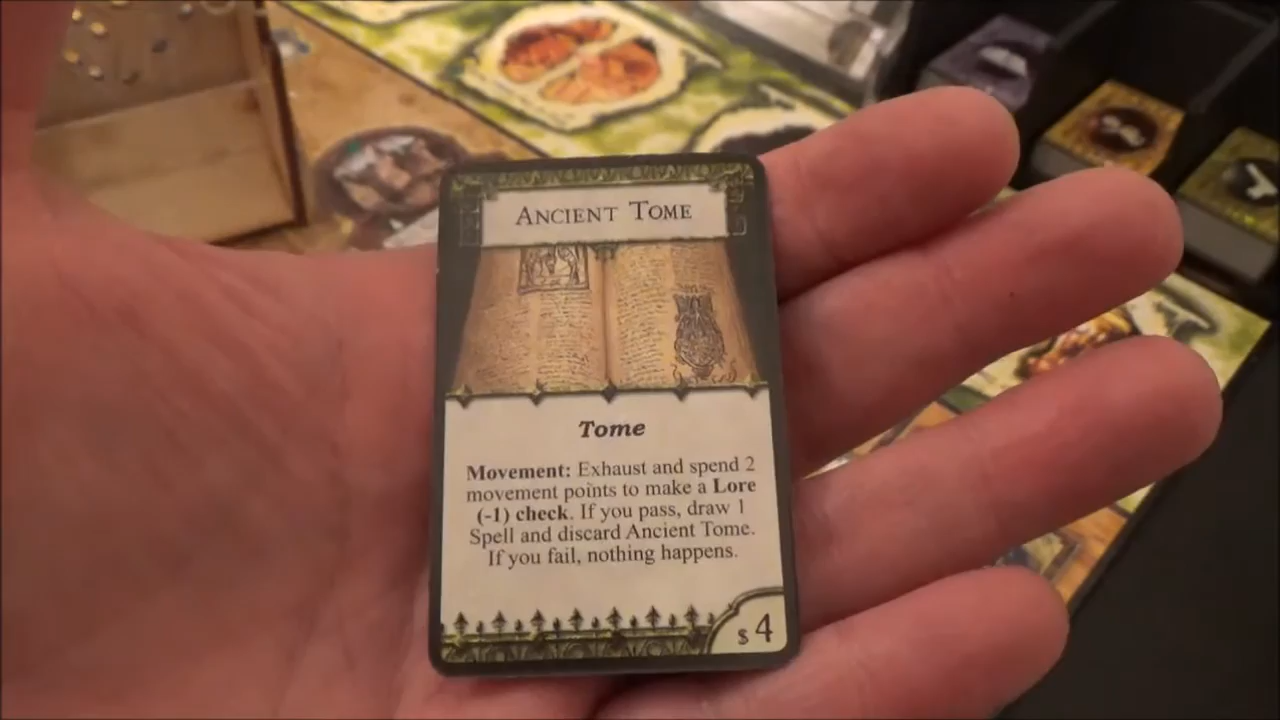 ANCIENT TOME
Tome
Movement: Exhaust and spend 2
movement points to make a Lore
(-1) check. If you pass, draw 1
Spell and discard Ancient Tome.
If you fail, nothing happens.
$4